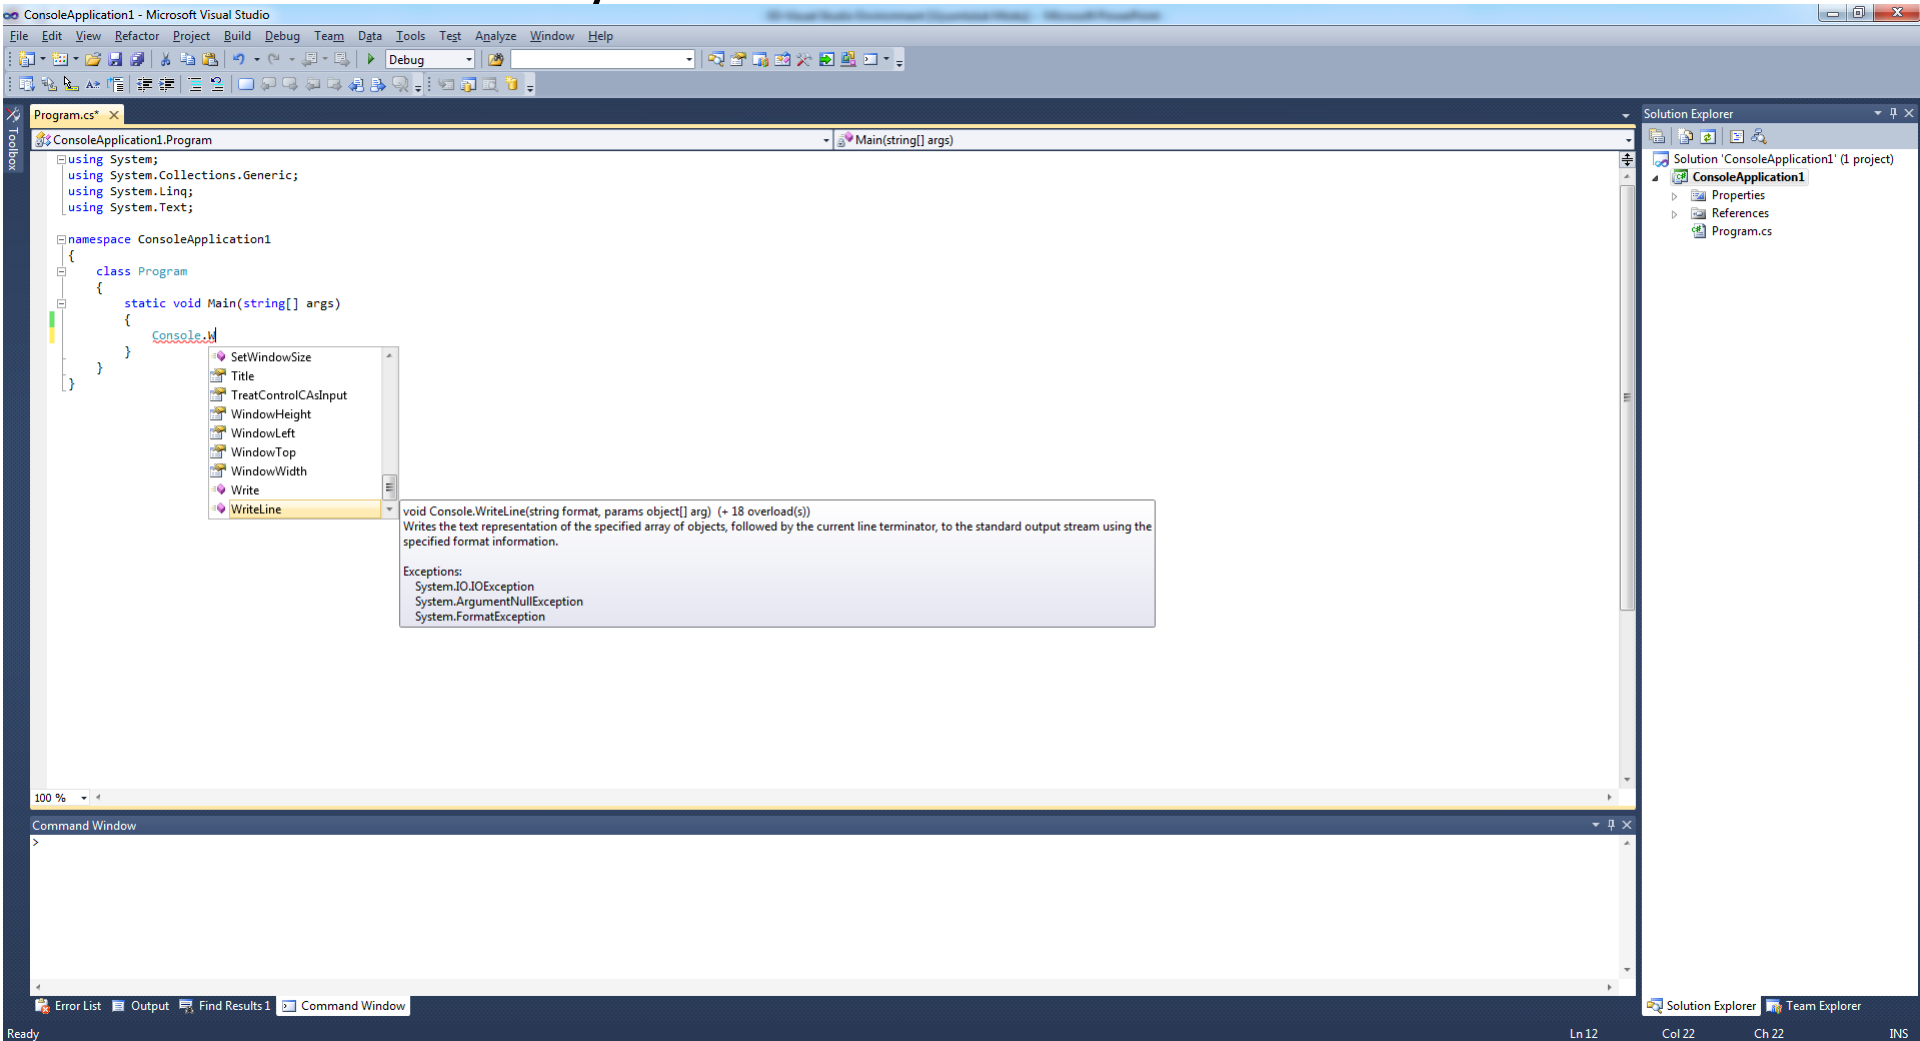 ConsoleApplication1 - Microsoft Visual Studio
File Edit View Refactor Project Build Debug Team Data Tools Test Analyze Window Help
Debug
Toolbox
Program.cs*
ConsoleApplication1.Program Main(string[] args)
using System;
using System.Collections.Generic;
using System.Linq;
using System.Text;
namespace ConsoleApplication1
{
class Program
{
static void Main(string[] args)
{
Console.W
}
}
}
SetWindowSize
Title
TreatControlCAsInput
WindowHeight
WindowLeft
WindowTop
WindowWidth
Write
WriteLine
void Console.WriteLine(string format, params object[] arg) (+ 18 overload(s))
Writes the text representation of the specified array of objects, followed by the current line terminator, to the standard output stream using the
specified format information.
Exceptions:
System.IO.IOException
System.ArgumentNullException
System.FormatException
100 %
Command Window
>
Error List Output Find Results 1 Command Window
Solution Explorer
Solution 'ConsoleApplication1' (1 project)
ConsoleApplication1
Properties
References
Program.cs
Solution Explorer Team Explorer
Ready Ln 12 Col 22 Ch 22 INS